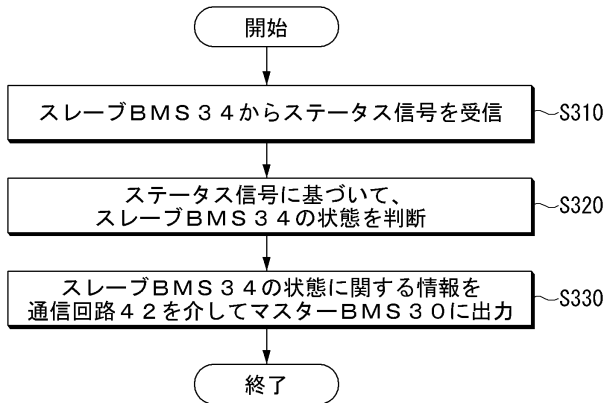 開始
スレーブＢＭＳ３４からステータス信号を受信
S310
ステータス信号に基づいて、
スレーブＢＭＳ３４の状態を判断
S320
スレーブＢＭＳ３４の状態に関する情報を
通信回路４２を介してマスターＢＭＳ３０に出力
S330
終了